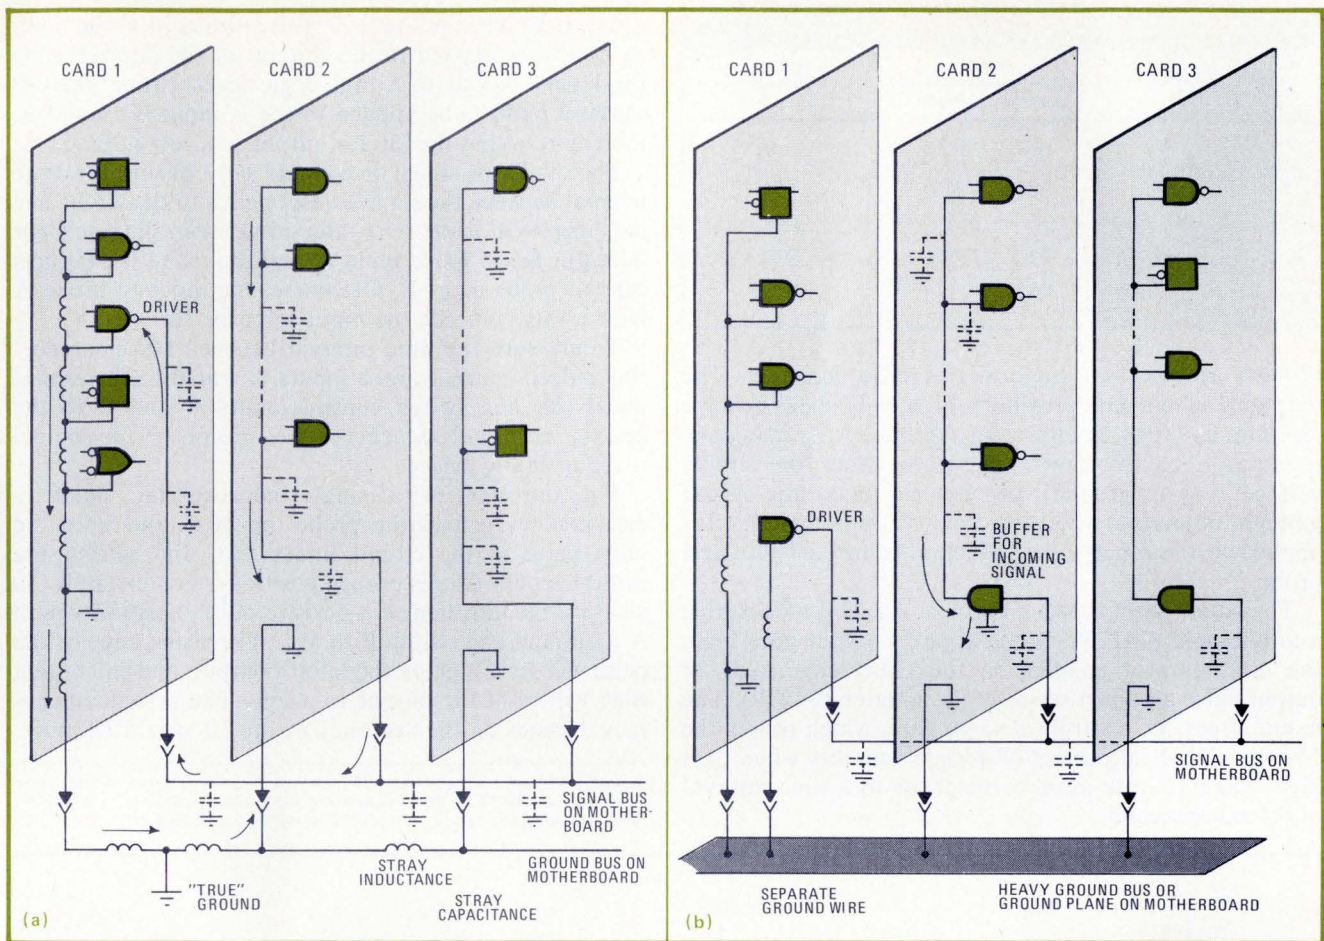 CARD 1
CARD 2
CARD 3
DRIVER
SIGNAL BUS
ON MOTHER-
BOARD
STRAY
INDUCTANCE
GROUND BUS ON
MOTHERBOARD
"TRUE"
GROUND
STRAY
CAPACITANCE
(a)
CARD 1
CARD 2
CARD 3
DRIVER
BUFFER
FOR
INCOMING
SIGNAL
SIGNAL BUS ON
MOTHERBOARD
SEPARATE
GROUND WIRE
HEAVY GROUND BUS OR
GROUND PLANE ON MOTHERBOARD
(b)